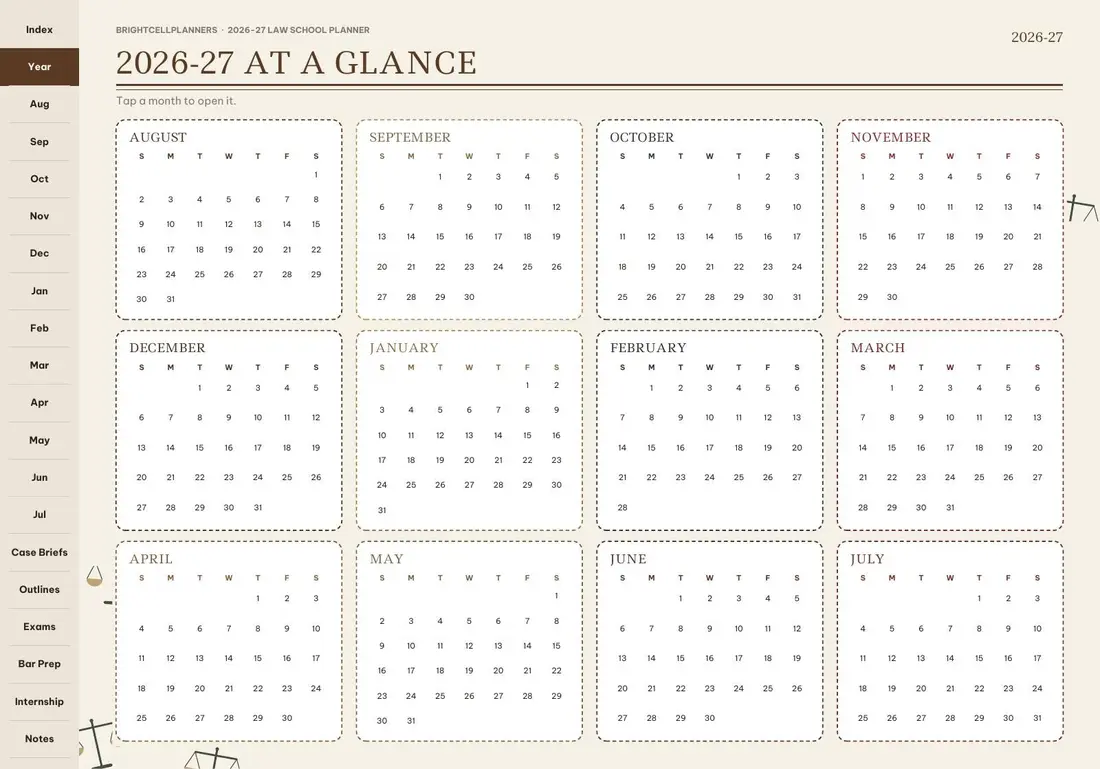 Index
Year
Aug
Sep
Oct
Nov
Dec
Jan
Feb
Mar
Apr
May
Jun
Jul
Case Briefs
Outlines
Exams
Bar Prep
Internship
Notes
BRIGHTCELLPLANNERS · 2026-27 LAW SCHOOL PLANNER
2026-27
2026-27 AT A GLANCE
Tap a month to open it.
AUGUST
S M T W T F S
1
2 3 4 5 6 7 8
9 10 11 12 13 14 15
16 17 18 19 20 21 22
23 24 25 26 27 28 29
30 31
SEPTEMBER
S M T W T F S
1 2 3 4 5
6 7 8 9 10 11 12
13 14 15 16 17 18 19
20 21 22 23 24 25 26
27 28 29 30
OCTOBER
S M T W T F S
1 2 3
4 5 6 7 8 9 10
11 12 13 14 15 16 17
18 19 20 21 22 23 24
25 26 27 28 29 30 31
NOVEMBER
S M T W T F S
1 2 3 4 5 6 7
8 9 10 11 12 13 14
15 16 17 18 19 20 21
22 23 24 25 26 27 28
29 30
DECEMBER
S M T W T F S
1 2 3 4 5
6 7 8 9 10 11 12
13 14 15 16 17 18 19
20 21 22 23 24 25 26
27 28 29 30 31
JANUARY
S M T W T F S
1 2
3 4 5 6 7 8 9
10 11 12 13 14 15 16
17 18 19 20 21 22 23
24 25 26 27 28 29 30
31
FEBRUARY
S M T W T F S
1 2 3 4 5 6
7 8 9 10 11 12 13
14 15 16 17 18 19 20
21 22 23 24 25 26 27
28
MARCH
S M T W T F S
1 2 3 4 5 6
7 8 9 10 11 12 13
14 15 16 17 18 19 20
21 22 23 24 25 26 27
28 29 30 31
APRIL
S M T W T F S
1 2 3
4 5 6 7 8 9 10
11 12 13 14 15 16 17
18 19 20 21 22 23 24
25 26 27 28 29 30
MAY
S M T W T F S
1
2 3 4 5 6 7 8
9 10 11 12 13 14 15
16 17 18 19 20 21 22
23 24 25 26 27 28 29
30 31
JUNE
S M T W T F S
1 2 3 4 5
6 7 8 9 10 11 12
13 14 15 16 17 18 19
20 21 22 23 24 25 26
27 28 29 30
JULY
S M T W T F S
1 2 3
4 5 6 7 8 9 10
11 12 13 14 15 16 17
18 19 20 21 22 23 24
25 26 27 28 29 30 31